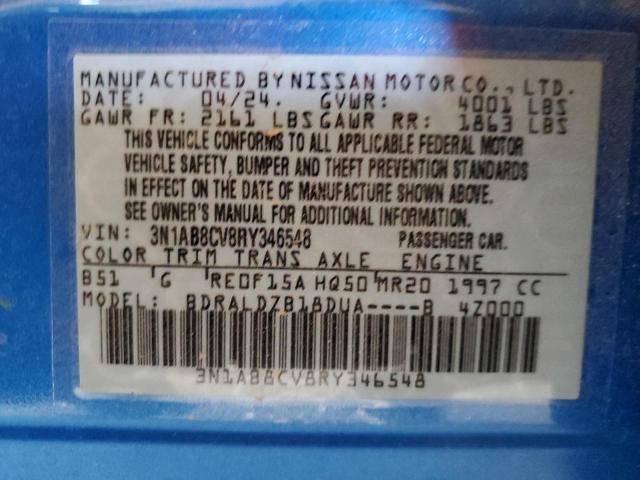 MANUFACTURED BY NISSAN MOTOR CO., LTD.
DATE: 04/24. GVWR: 4001 LBS
GAWR FR: 2161 LBS GAWR RR: 1863 LBS
THIS VEHICLE CONFORMS TO ALL APPLICABLE FEDERAL MOTOR
VEHICLE SAFETY, BUMPER AND THEFT PREVENTION STANDARDS
IN EFFECT ON THE DATE OF MANUFACTURE SHOWN ABOVE.
SEE OWNER'S MANUAL FOR ADDITIONAL INFORMATION.
VIN: 3N1AB8CV8RY346548 PASSENGER CAR.
COLOR TRIM TRANS AXLE ENGINE
B51 G RE0F15A HQ50 MR20 1997 CC
MODEL: BDRALDZB18DUA----B 4Z000
3N1AB8CV8RY346548